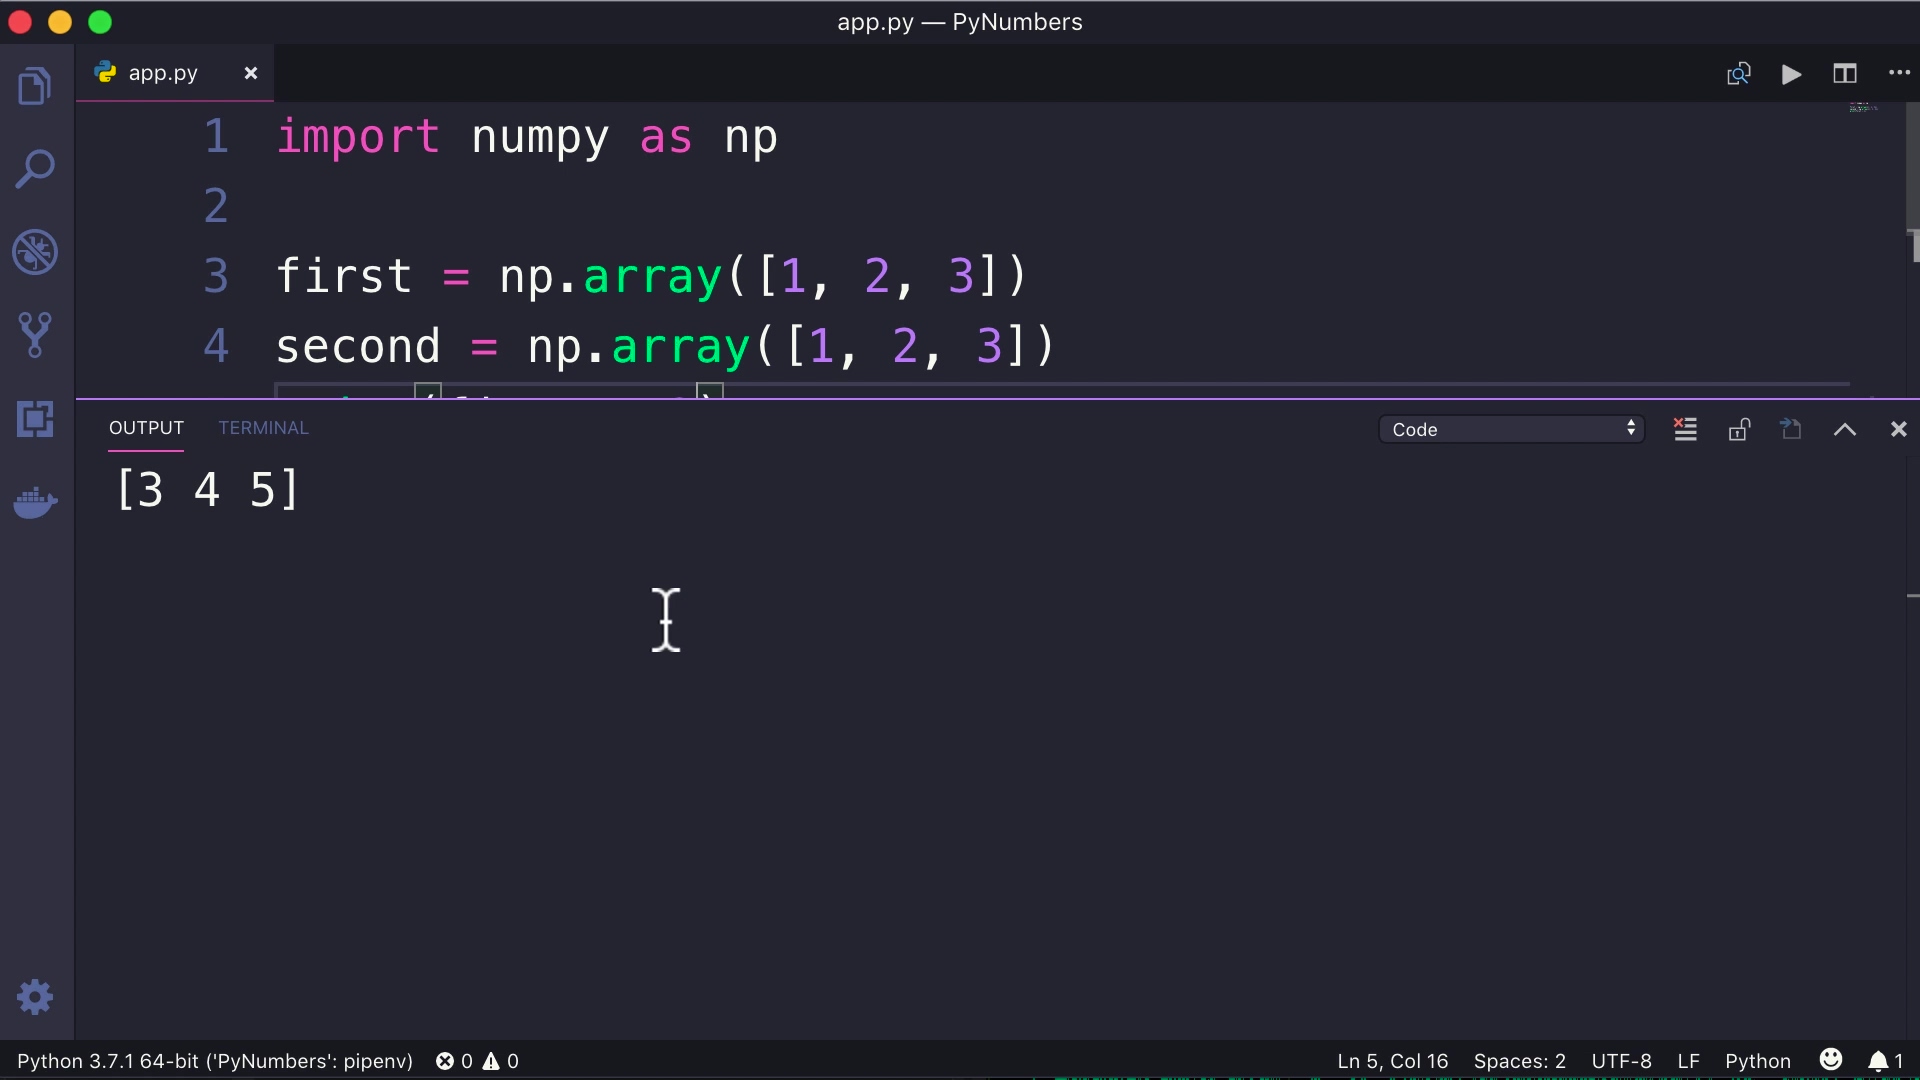 app.py — PyNumbers
app.py
1 import numpy as np
2
3 first = np.array([1, 2, 3])
4 second = np.array([1, 2, 3])
OUTPUT TERMINAL Code
[3 4 5]
Python 3.7.1 64-bit ('PyNumbers': pipenv) 0 0 Ln 5, Col 16 Spaces: 2 UTF-8 LF Python 1